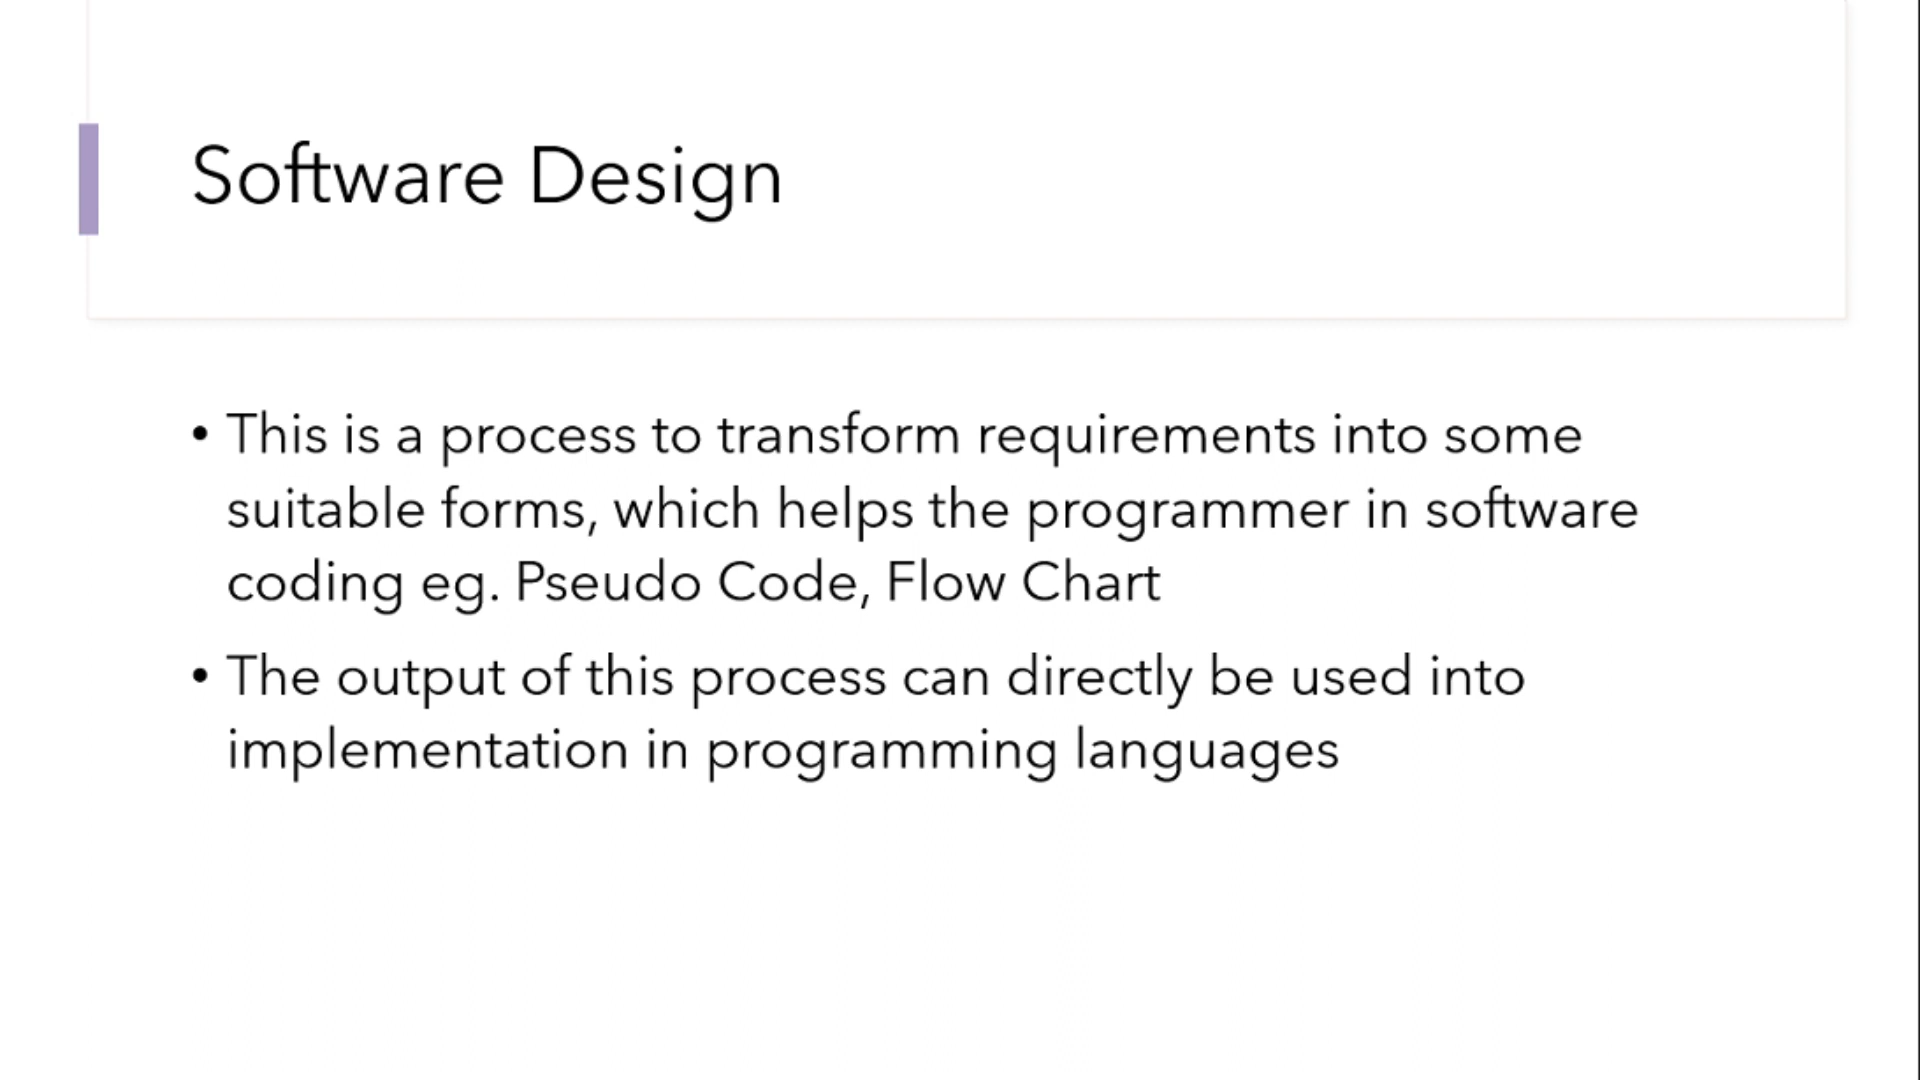 Software Design
• This is a process to transform requirements into some
suitable forms, which helps the programmer in software
coding eg. Pseudo Code, Flow Chart
• The output of this process can directly be used into
implementation in programming languages